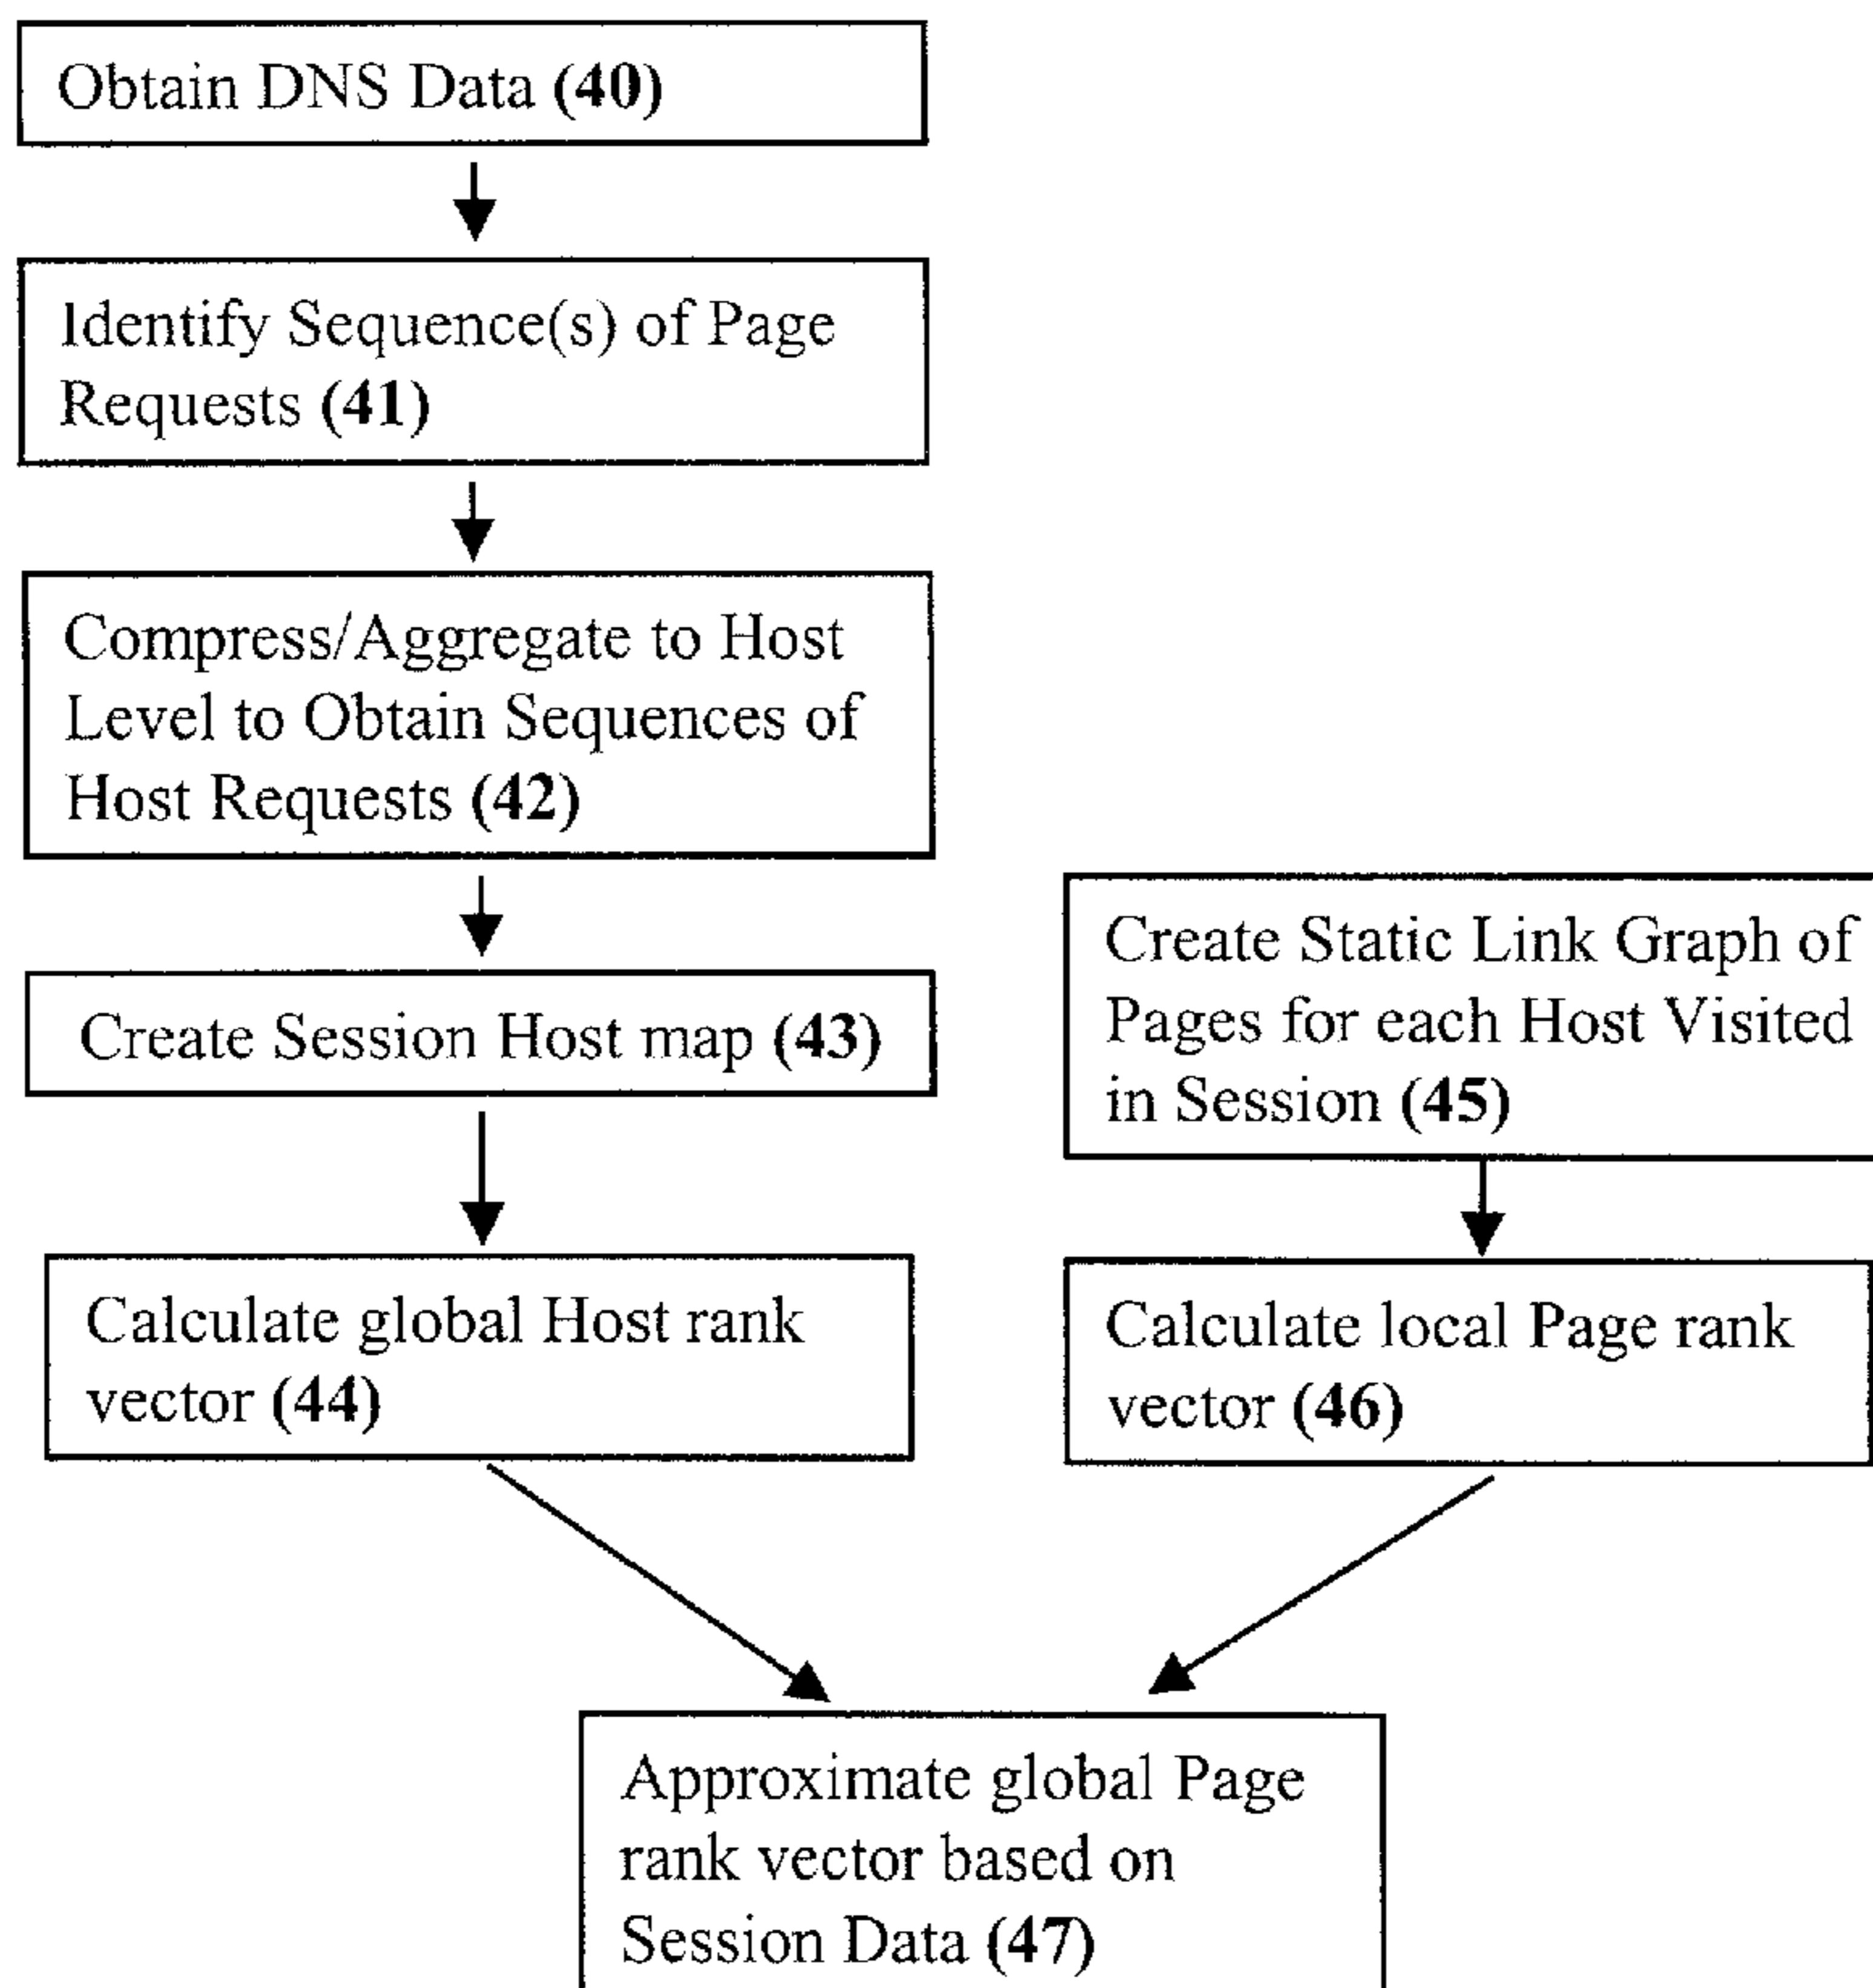 Obtain DNS Data (40)
Identify Sequence(s) of Page
Requests (41)
Compress/Aggregate to Host
Level to Obtain Sequences of
Host Requests (42)
Create Session Host map (43)
Calculate global Host rank
vector (44)
Create Static Link Graph of
Pages for each Host Visited
in Session (45)
Calculate local Page rank
vector (46)
Approximate global Page
rank vector based on
Session Data (47)